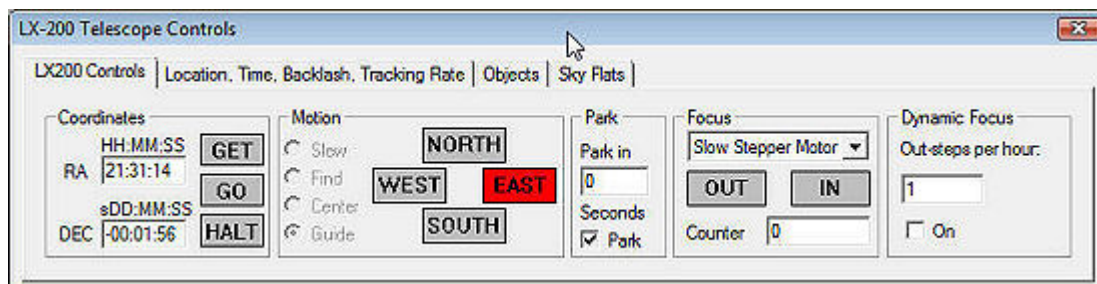 LX-200 Telescope Controls
LX200 Controls
Location, Time, Backlash, Tracking Rate
Objects
Sky Flats
Coordinates
HH:MM:SS
RA 21:31:14
sDD:MM:SS
DEC -00:01:56
GET
GO
HALT
Motion
Slew
Find
Center
Guide
NORTH
WEST EAST
SOUTH
Park
Park in
0
Seconds
Park
Focus
Slow Stepper Motor
OUT IN
Counter 0
Dynamic Focus
Out-steps per hour:
1
On